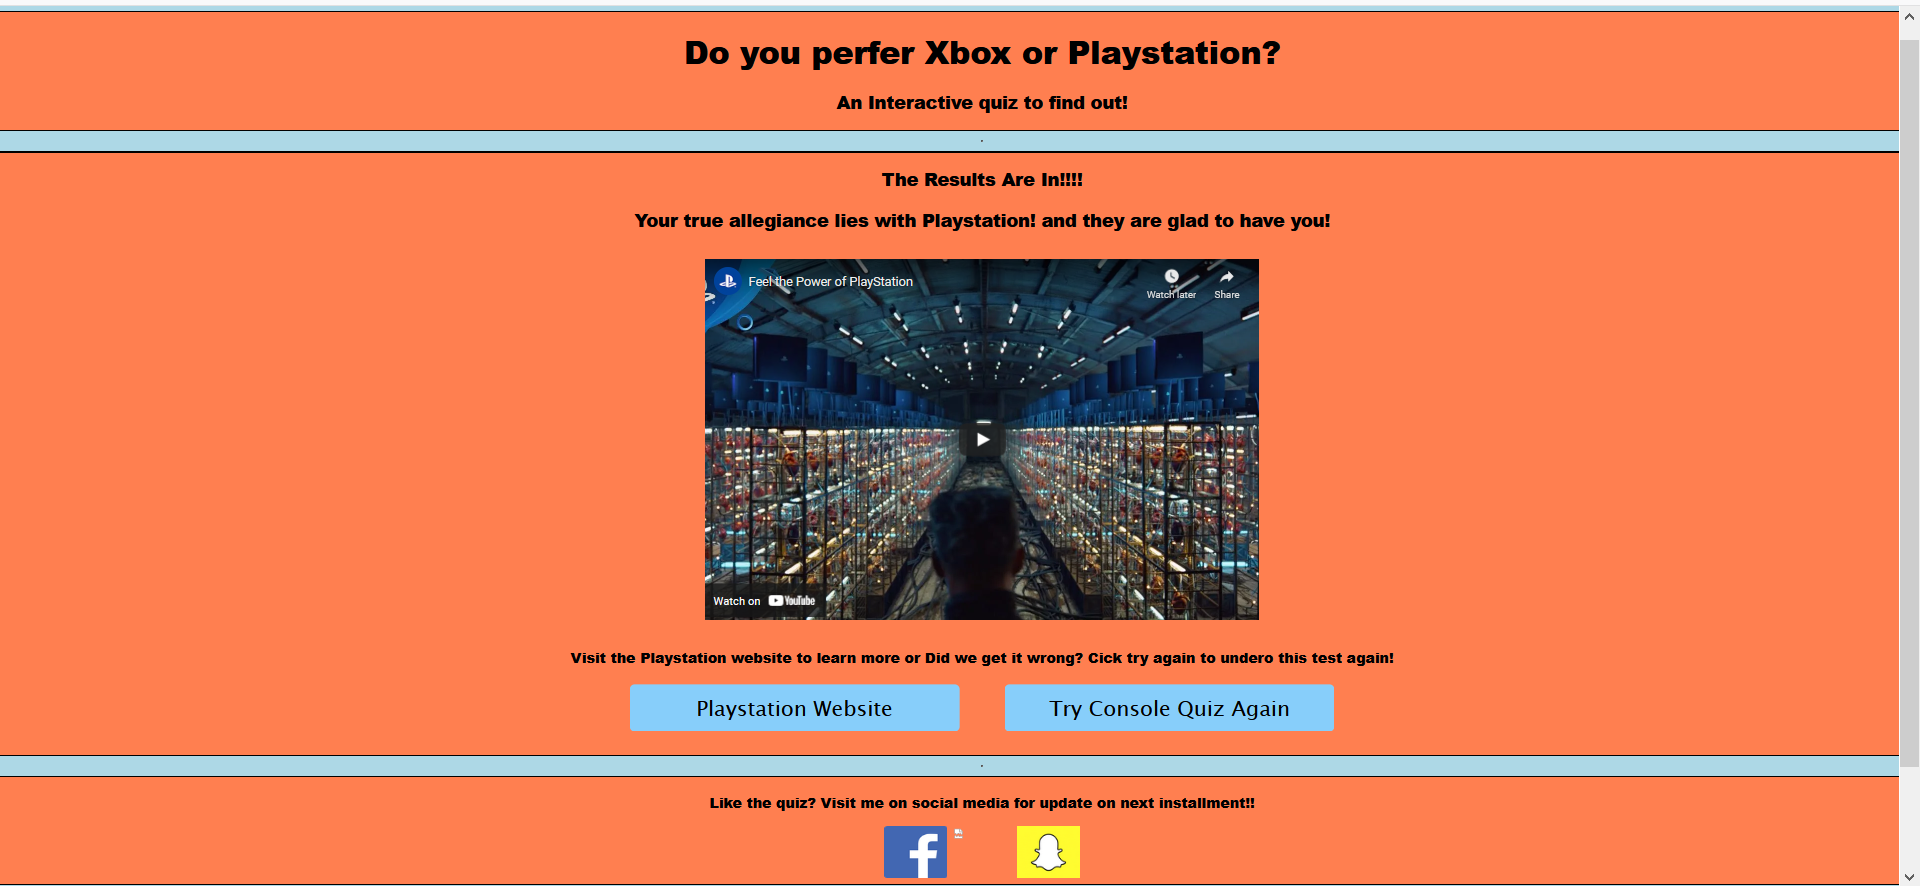 Do you perfer Xbox or Playstation?
An Interactive quiz to find out!
.
The Results Are In!!!!
Your true allegiance lies with Playstation! and they are glad to have you!
Feel the Power of PlayStation
Watch later
Share
Watch on YouTube
Visit the Playstation website to learn more or Did we get it wrong? Cick try again to undero this test again!
Playstation Website
Try Console Quiz Again
.
Like the quiz? Visit me on social media for update on next installment!!